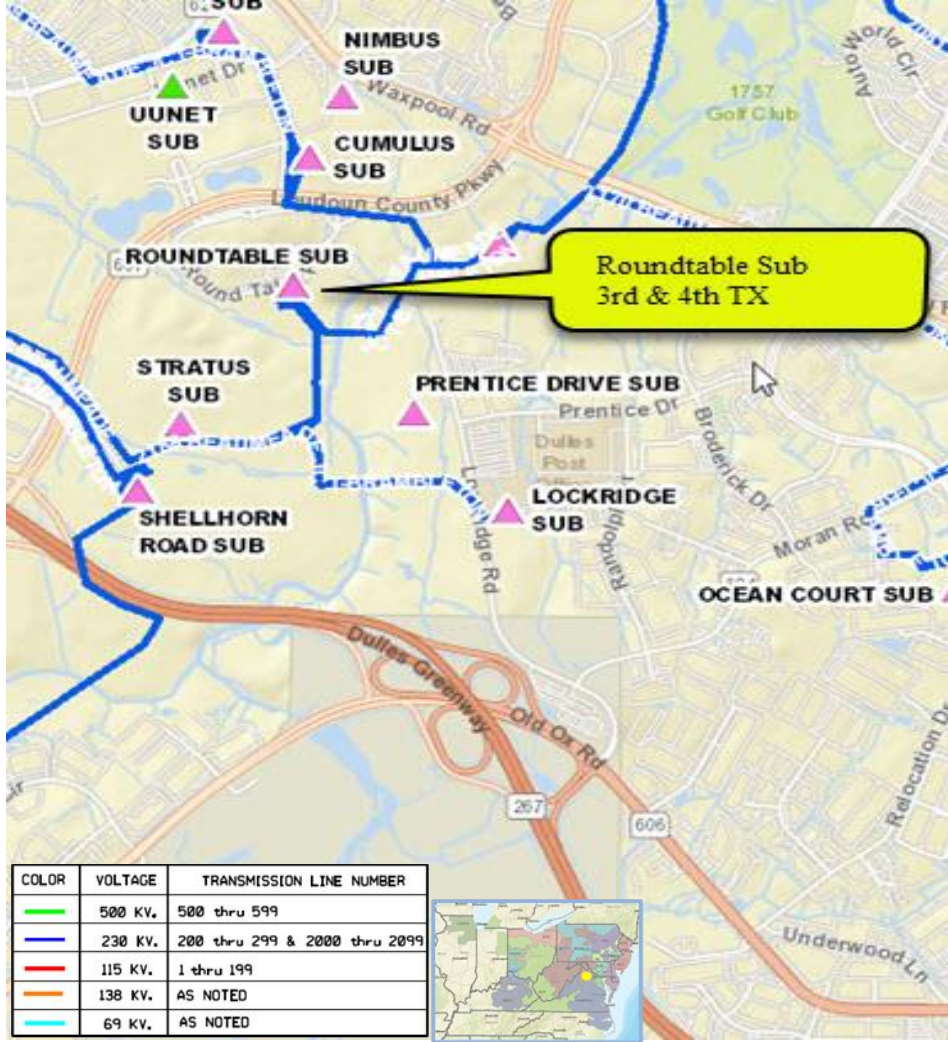 SUB
NIMBUS
SUB
Waxpool Rd
UUNET
SUB
CUMULUS
SUB
Loudoun County Pkwy
1757
Golf Club
Auto World Cir
ROUNDTABLE SUB
Roundtable Sub
3rd & 4th TX
STRATUS
SUB
PRENTICE DRIVE SUB
Prentice Dr
Dulles
Post
Broderick Dr
LOCKRIDGE
SUB
SHELLHORN
ROAD SUB
Moran Rd
OCEAN COURT SUB
Dulles Greenway
Old Ox Rd
267
606
Relocation D
Underwood Ln
COLOR VOLTAGE TRANSMISSION LINE NUMBER
500 KV. 500 thru 599
230 KV. 200 thru 299 & 2000 thru 2099
115 KV. 1 thru 199
138 KV. AS NOTED
69 KV. AS NOTED